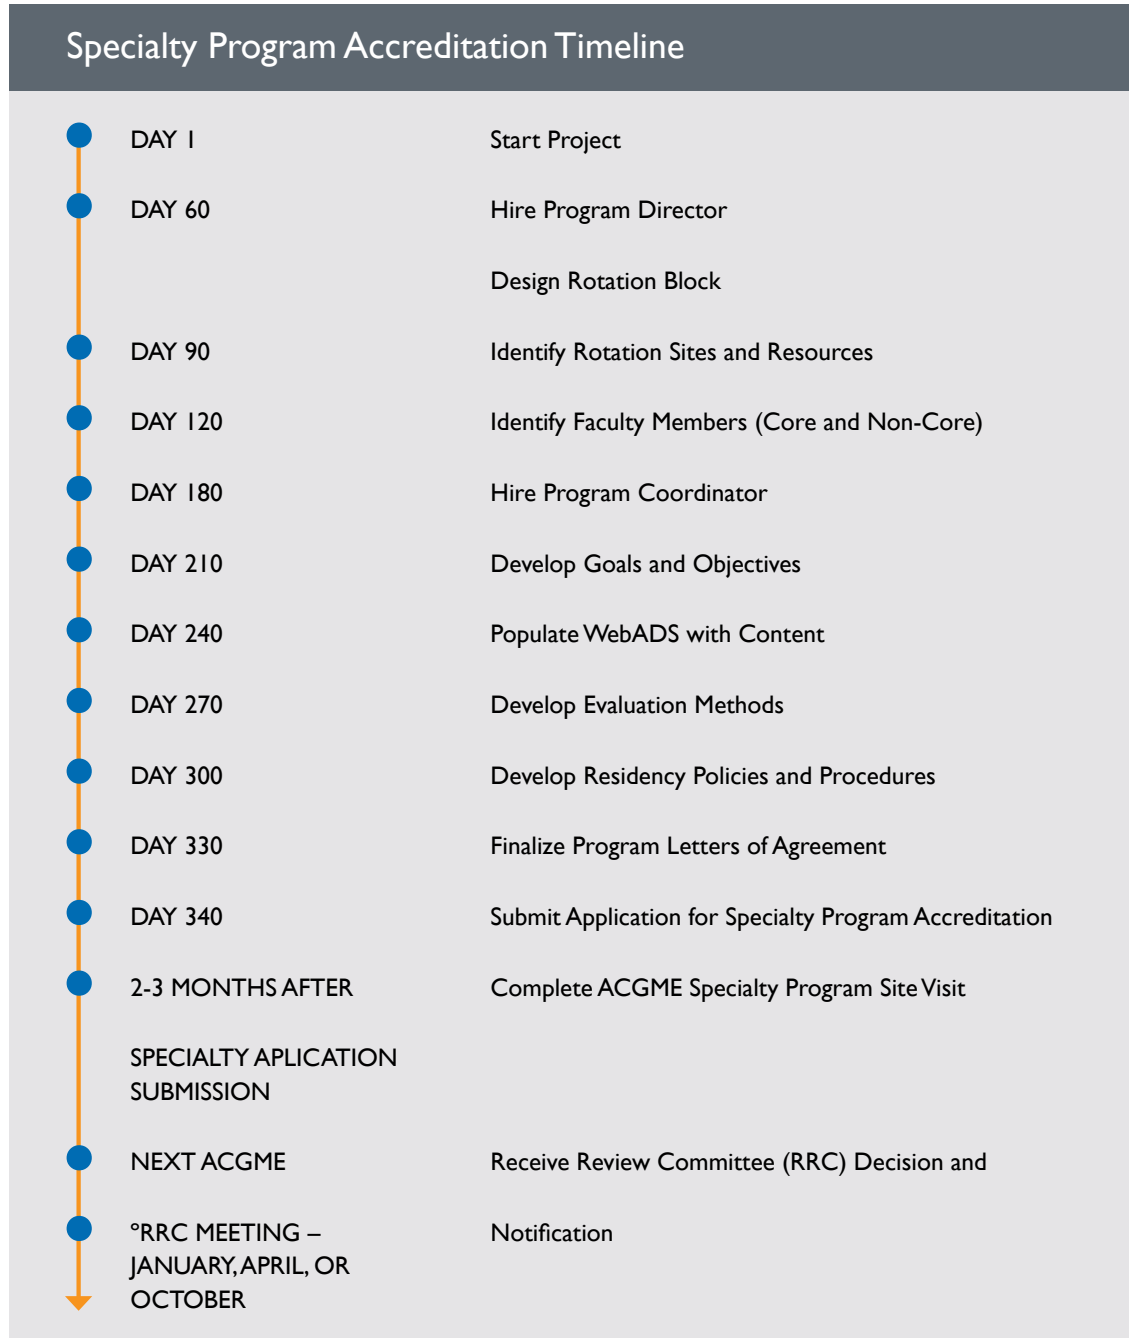 Specialty Program Accreditation Timeline
DAY 1 Start Project
DAY 60 Hire Program Director
Design Rotation Block
DAY 90 Identify Rotation Sites and Resources
DAY 120 Identify Faculty Members (Core and Non-Core)
DAY 180 Hire Program Coordinator
DAY 210 Develop Goals and Objectives
DAY 240 Populate WebADS with Content
DAY 270 Develop Evaluation Methods
DAY 300 Develop Residency Policies and Procedures
DAY 330 Finalize Program Letters of Agreement
DAY 340 Submit Application for Specialty Program Accreditation
2-3 MONTHS AFTER Complete ACGME Specialty Program Site Visit
SPECIALTY APLICATION
SUBMISSION
NEXT ACGME Receive Review Committee (RRC) Decision and
ºRRC MEETING – Notification
JANUARY, APRIL, OR
OCTOBER